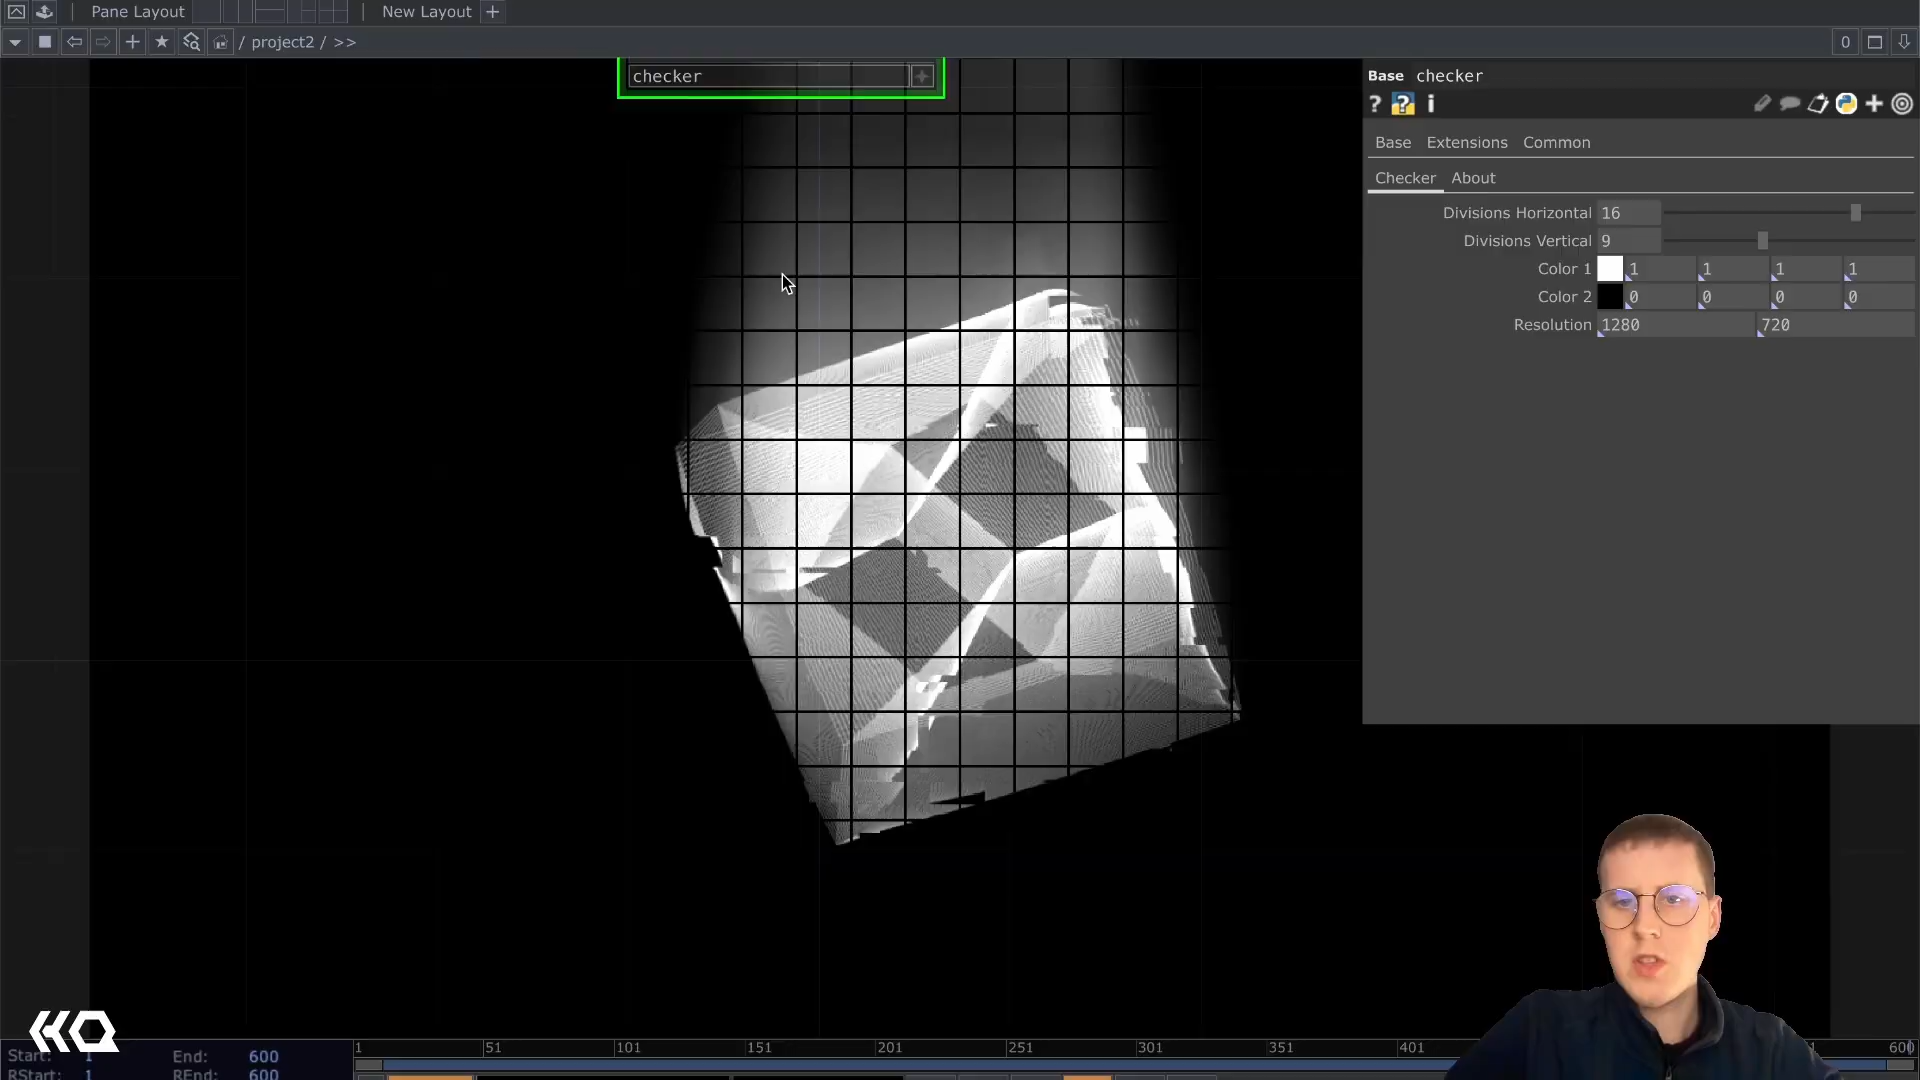 Pane Layout
New Layout +
/ project2 / >>
0
checker
Base checker
? ? i
Base Extensions Common
Checker About
Divisions Horizontal 16
Divisions Vertical 9
Color 1 1 1 1 1
Color 2 0 0 0 0
Resolution 1280 720
HQ
Start: 1 End: 600
RStart: 1 REnd: 600
1 51 101 151 201 251 301 351 401 600